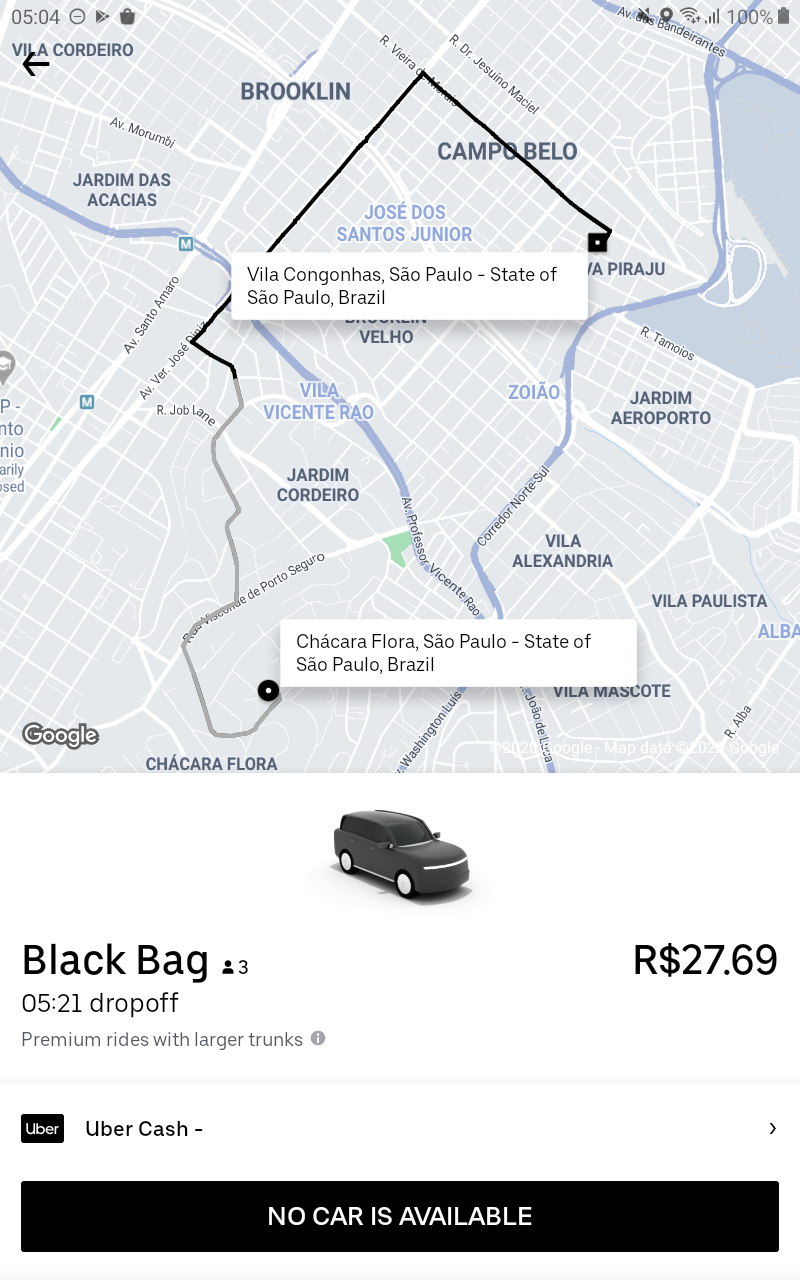 05:04
100%
Av. dos Bandeirantes
VILA CORDEIRO
R. Vieira de Morais
R. Dr. Jesuíno Maciel
BROOKLIN
Av. Morumbi
CAMPO BELO
JARDIM DAS
ACACIAS
JOSÉ DOS
SANTOS JUNIOR
M
Vila Congonhas, São Paulo - State of
São Paulo, Brazil
VA PIRAJU
Av. Santo Amaro
BROOKLIN
VELHO
R. Tamoios
Av. Ver. José Diniz
P -
nto
nio
arily
osed
M
R. Job Lane
VILA
VICENTE RAO
ZOIÃO
JARDIM
AEROPORTO
JARDIM
CORDEIRO
Av. Professor Vicente Rao
Corredor Norte-Sul
VILA
ALEXANDRIA
Rua Visconde de Porto Seguro
VILA PAULISTA
ALBA
Chácara Flora, São Paulo - State of
São Paulo, Brazil
VILA MASCOTE
Washington Luís
João de Luca
R. Alba
Google
©2020 Google - Map data ©2020 Google
CHÁCARA FLORA
Black Bag 3
R$27.69
05:21 dropoff
Premium rides with larger trunks
Uber
Uber Cash -
NO CAR IS AVAILABLE